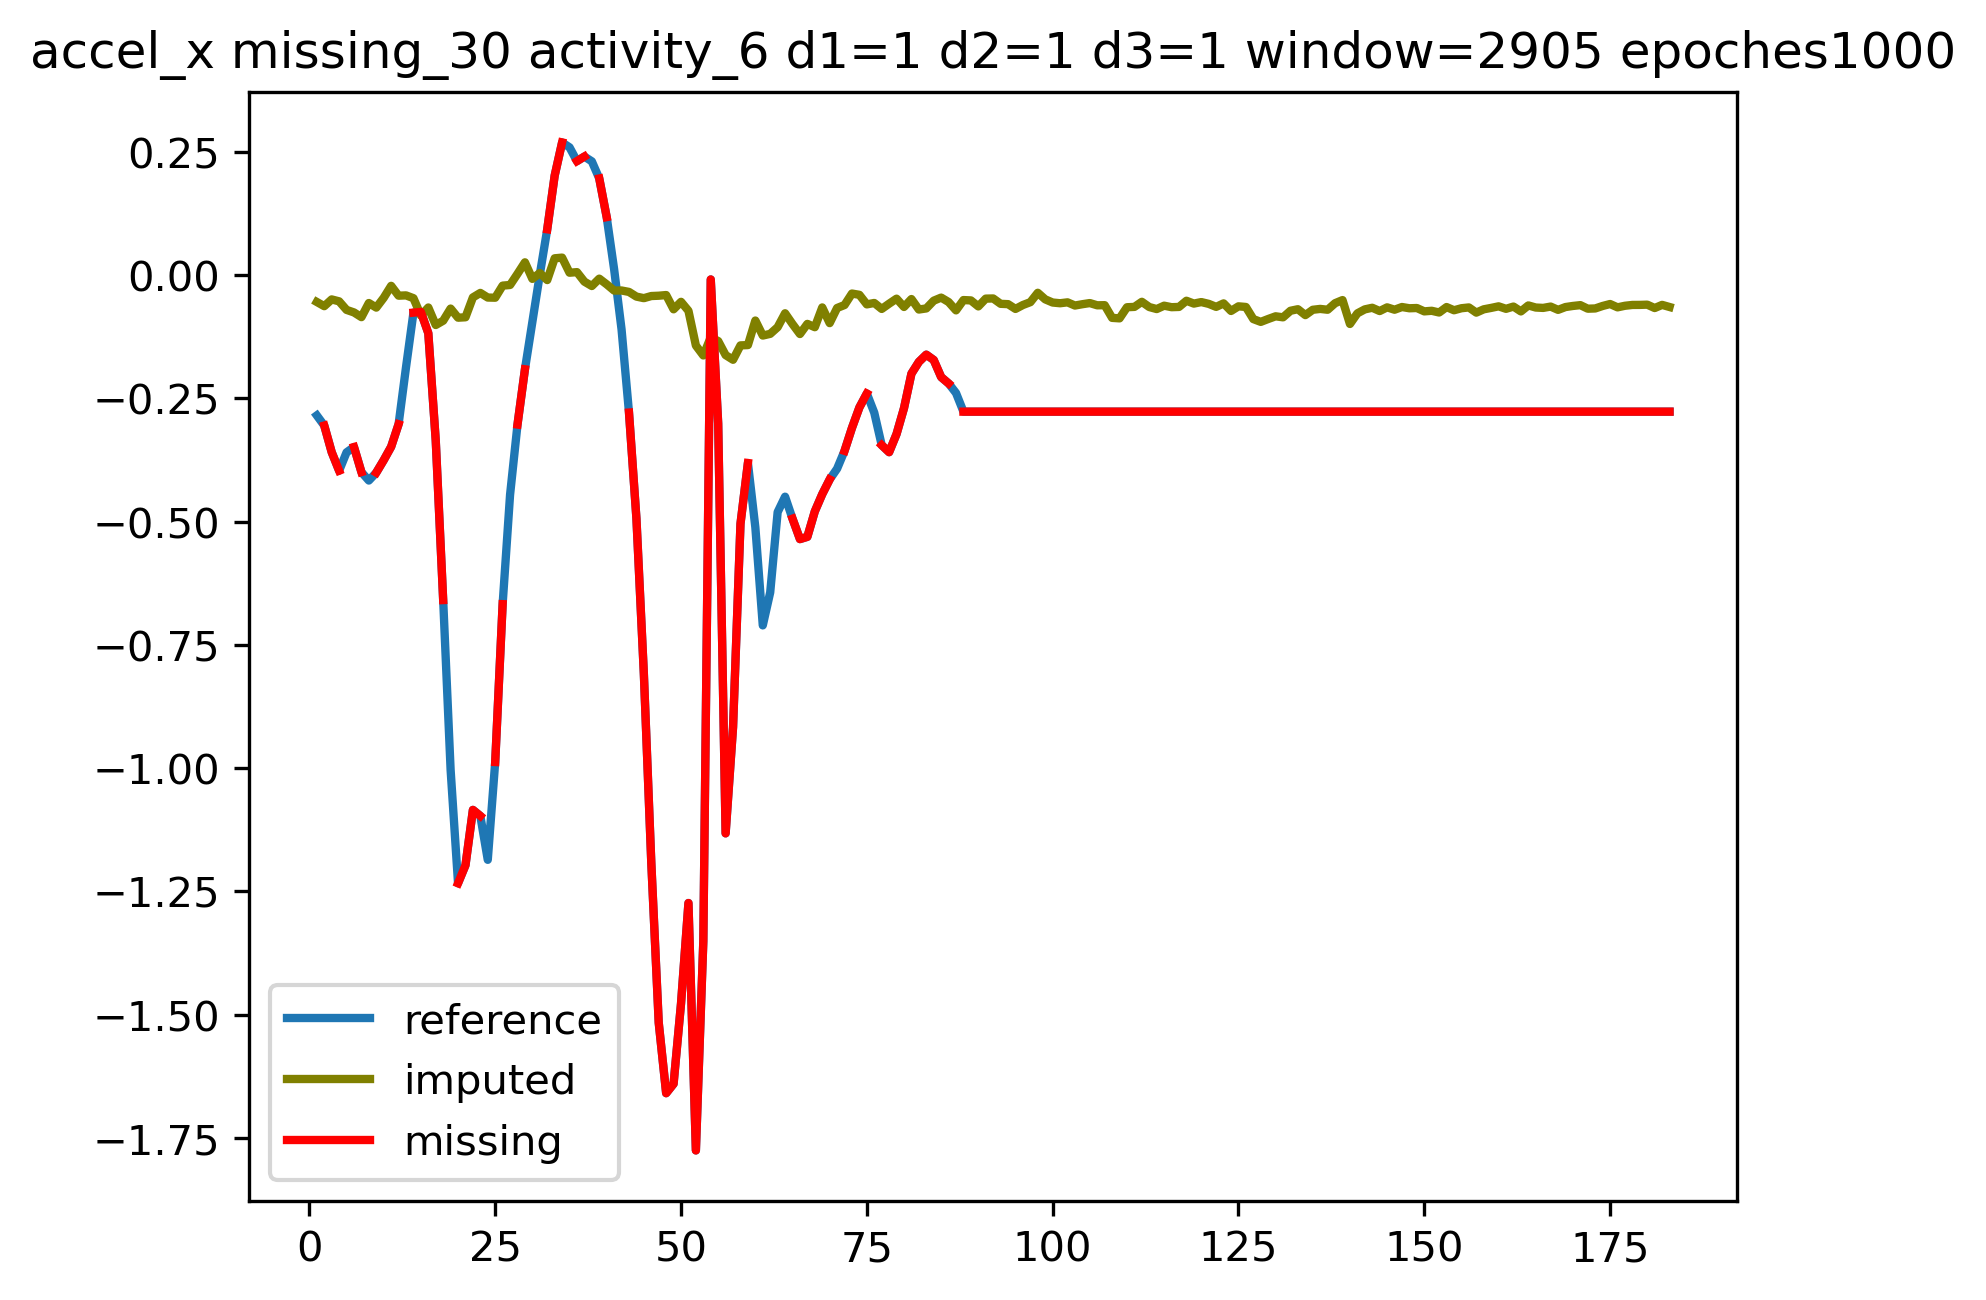 accel_x missing_30 activity_6 d1=1 d2=1 d3=1 window=2905 epoches1000
0.25
0.00
−0.25
−0.50
−0.75
−1.00
−1.25
−1.50
−1.75
reference
imputed
missing
0 25 50 75 100 125 150 175